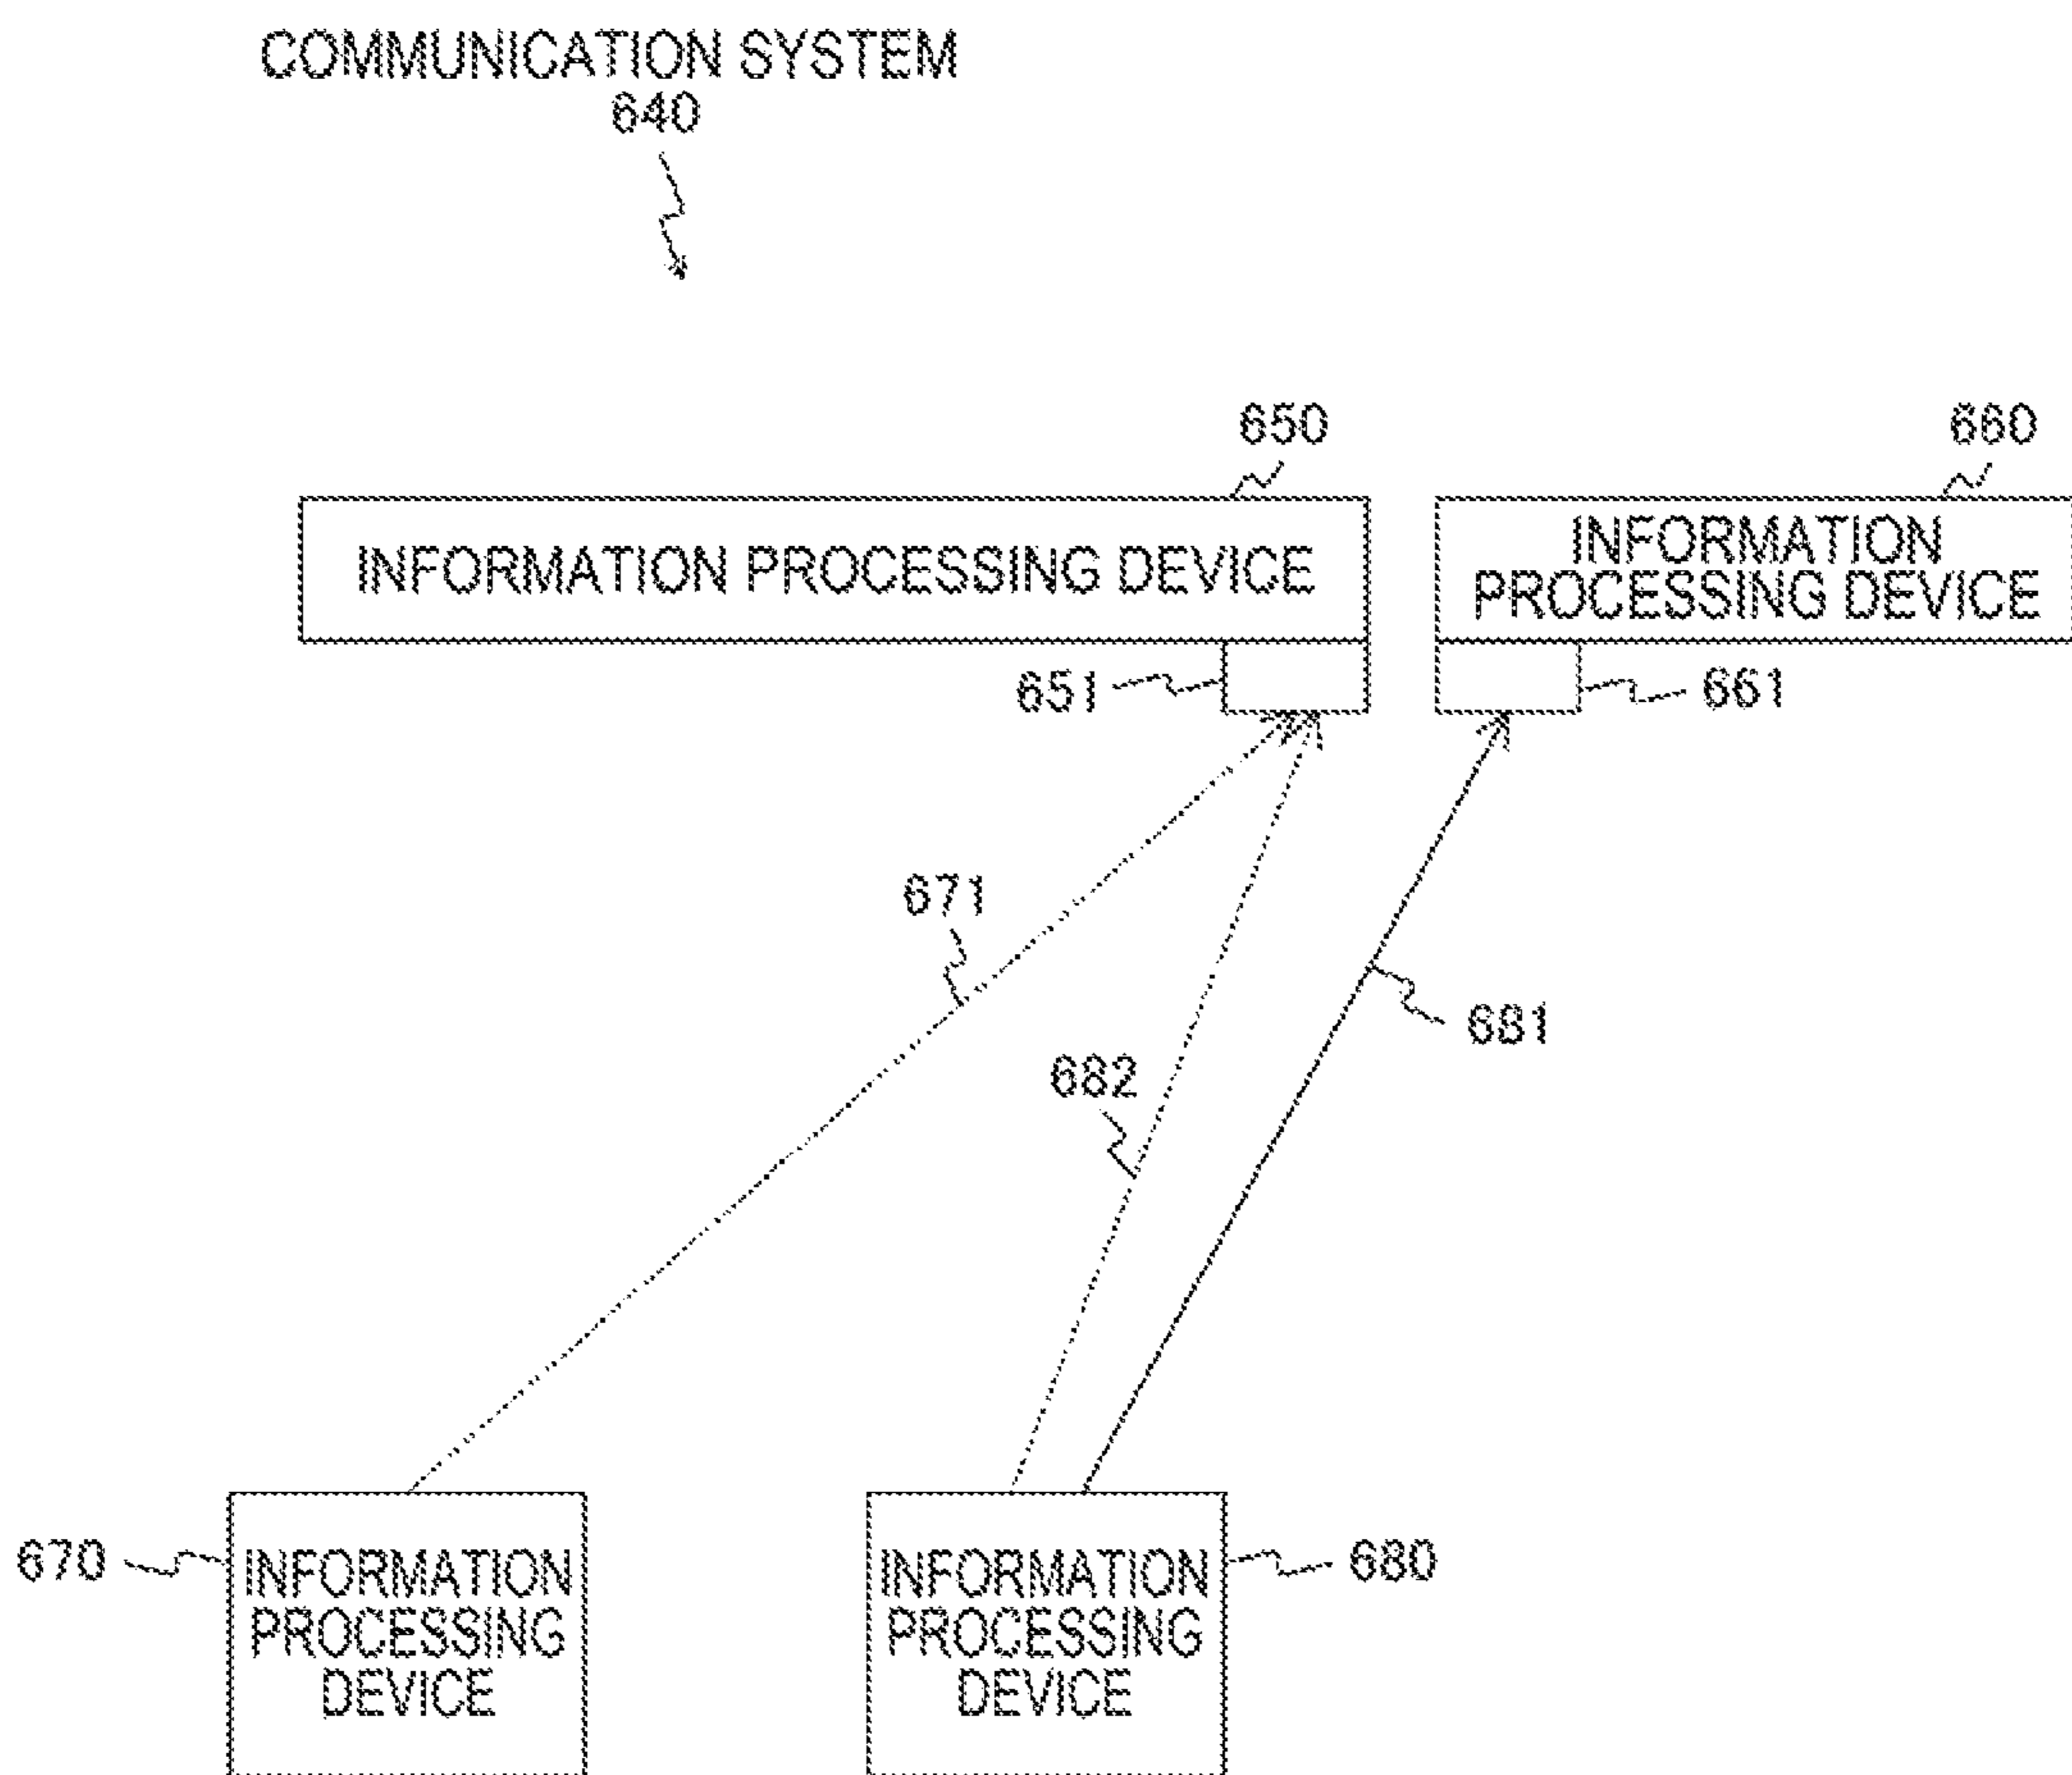 COMMUNICATION SYSTEM
640
650
660
INFORMATION PROCESSING DEVICE
INFORMATION
PROCESSING DEVICE
651
661
671
681
682
670
INFORMATION
PROCESSING
DEVICE
INFORMATION
PROCESSING
DEVICE
680